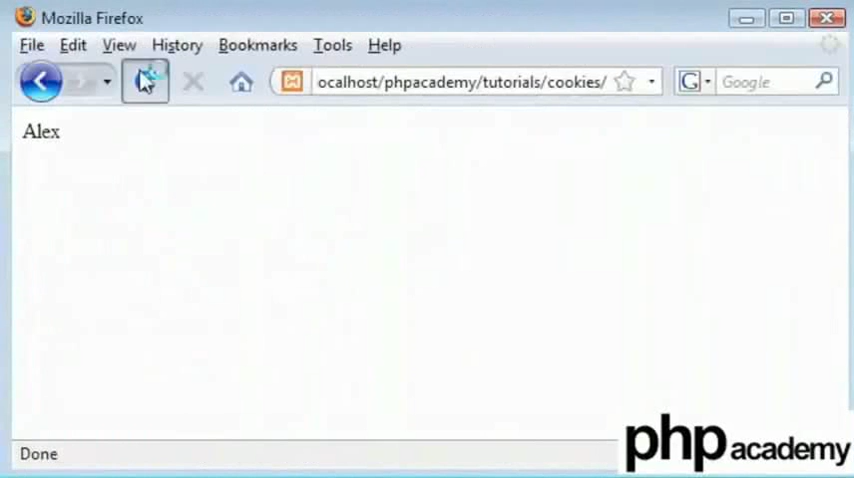 Mozilla Firefox
File Edit View History Bookmarks Tools Help
ocalhost/phpacademy/tutorials/cookies/ G Google
Alex
Done
php academy